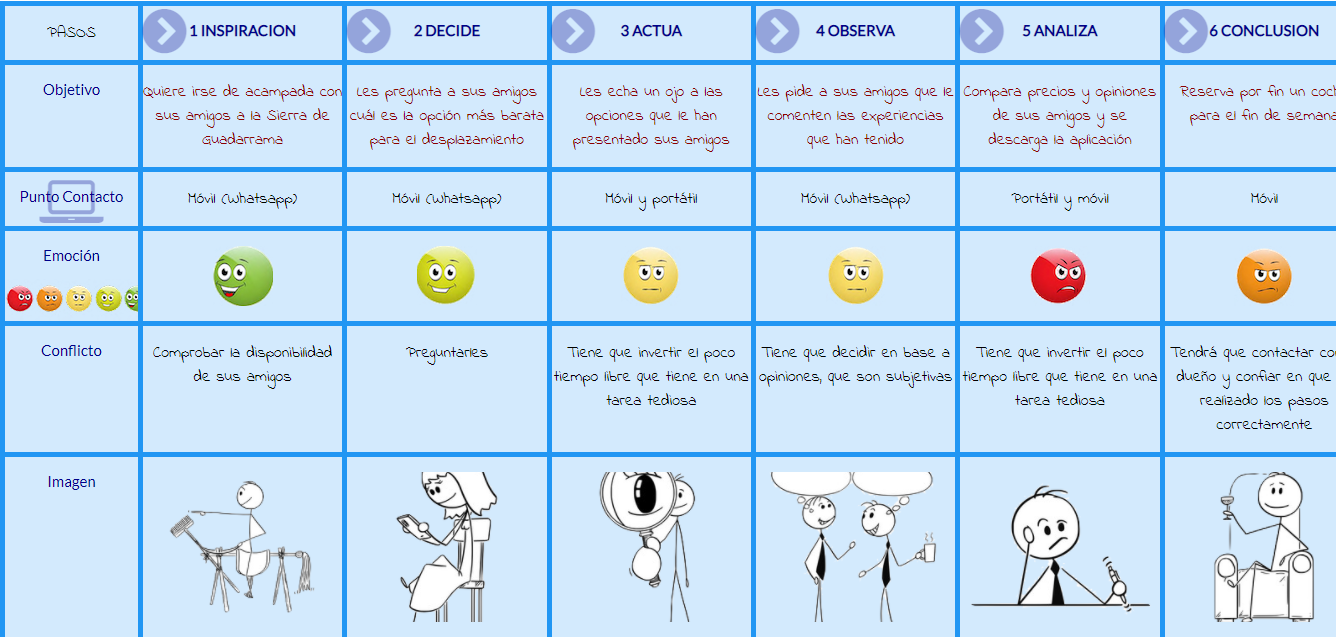 PASOS
1 INSPIRACION
2 DECIDE
3 ACTUA
4 OBSERVA
5 ANALIZA
6 CONCLUSION
Objetivo
Quiere irse de acampada con
sus amigos a la Sierra de
Guadarrama
Les pregunta a sus amigos
cuál es la opción más barata
para el desplazamiento
Les echa un ojo a las
opciones que le han
presentado sus amigos
Les pide a sus amigos que le
comenten las experiencias
que han tenido
Compara precios y opiniones
de sus amigos y se
descarga la aplicación
Reserva por fin un coch
para el fin de semana
Punto Contacto
Móvil (Whatsapp)
Móvil (Whatsapp)
Móvil y portátil
Móvil (Whatsapp)
Portátil y móvil
Móvil
Emoción
Conflicto
Comprobar la disponibilidad
de sus amigos
Preguntarles
Tiene que invertir el poco
tiempo libre que tiene en una
tarea tediosa
Tiene que decidir en base a
opiniones, que son subjetivas
Tiene que invertir el poco
tiempo libre que tiene en una
tarea tediosa
Tendrá que contactar co
dueño y confiar en que
realizado los pasos
correctamente
Imagen